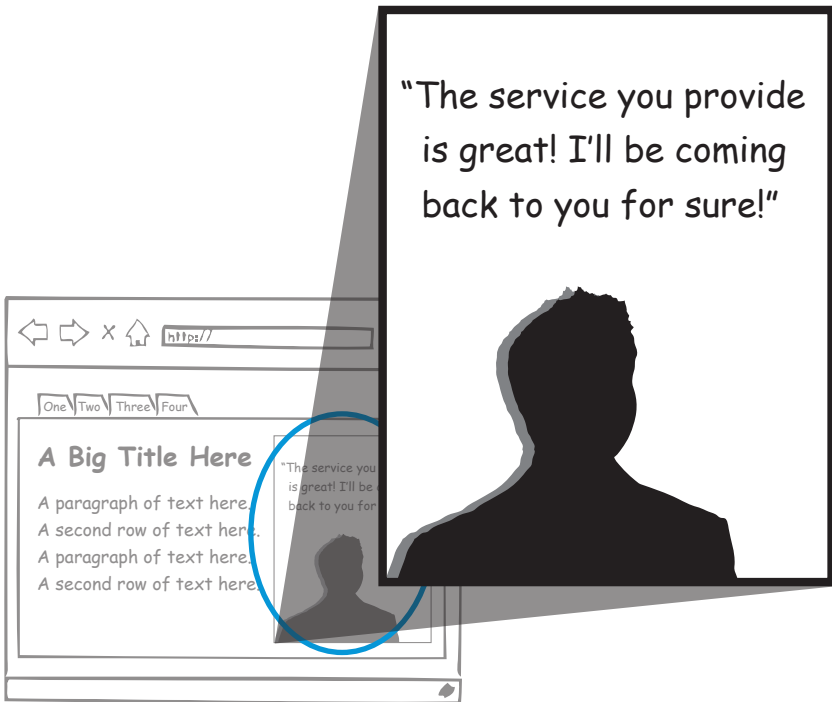 “The service you provide
is great! I’ll be coming
back to you for sure!”
http://
One Two Three Four
A Big Title Here
A paragraph of text here.
A second row of text here.
A paragraph of text here.
A second row of text here.
“The service you
is great! I’ll be
back to you for